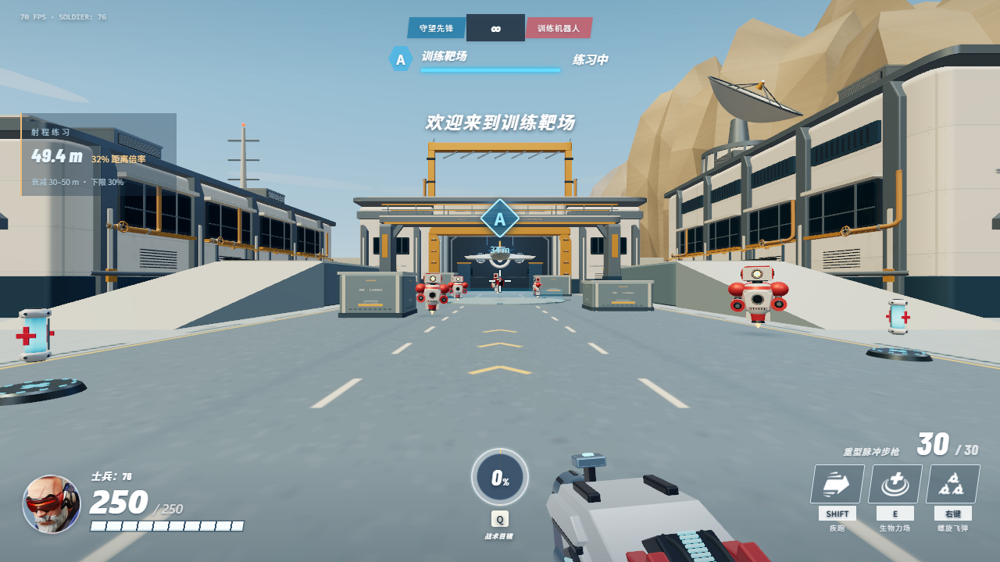 70 FPS · SOLDIER: 76
守望先锋
∞
训练机器人
A
训练靶场
练习中
欢迎来到训练靶场
射程练习
49.4 m
32% 距离倍率
衰减 30–50 m · 下限 30%
A
34 m
士兵: 76
250 / 250
0%
Q
战术目镜
重型脉冲步枪
30 / 30
SHIFT
E
右键
疾跑
生物力场
螺旋飞弹